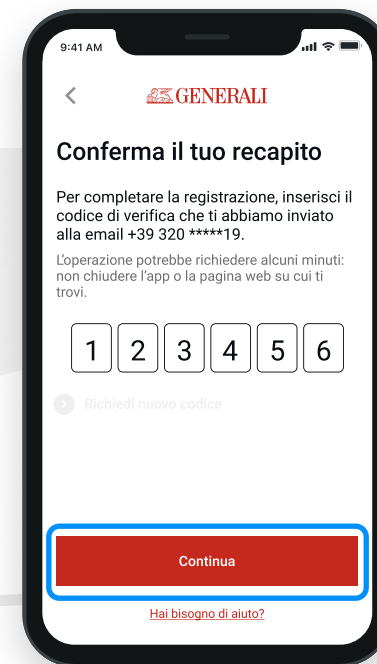 9:41 AM
GENERALI
Conferma il tuo recapito
Per completare la registrazione, inserisci il
codice di verifica che ti abbiamo inviato
alla email +39 320 *****19.
L'operazione potrebbe richiedere alcuni minuti:
non chiudere l'app o la pagina web su cui ti
trovi.
1 2 3 4 5 6
Richiedi nuovo codice
Continua
Hai bisogno di aiuto?